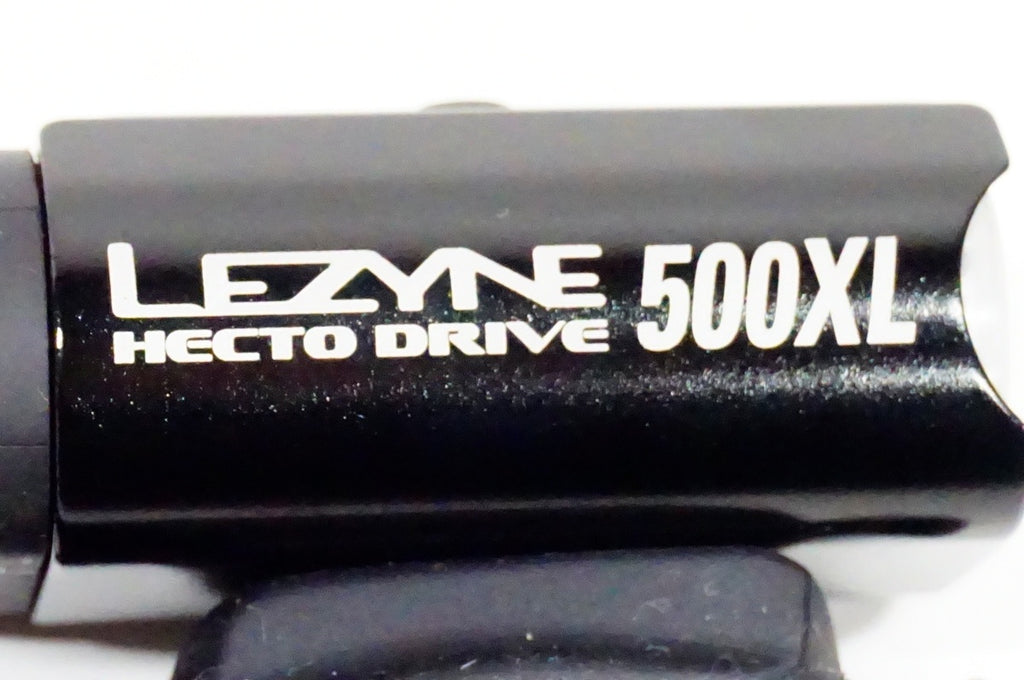 LEZYNE 500XL
HECTO DRIVE